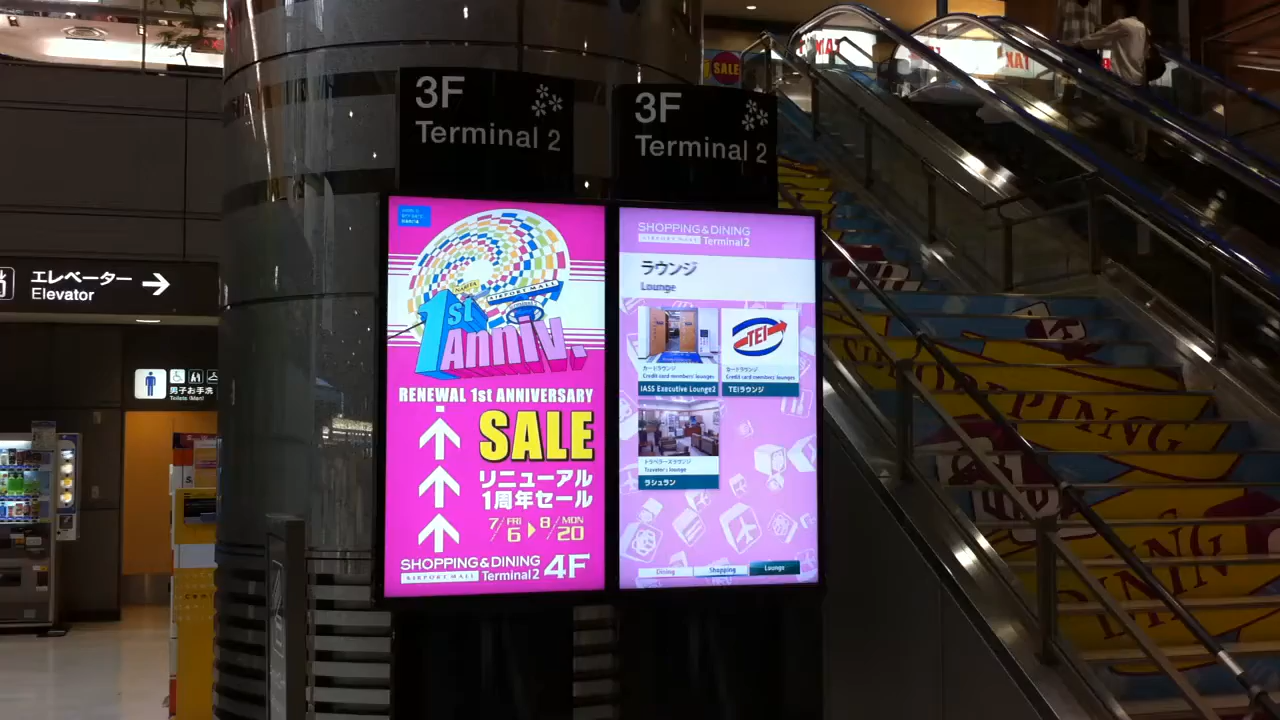 3F
Terminal 2
3F
Terminal 2
SALE
エレベーター
Elevator
男子お手洗
Toilets (Men)
NARITA
AIRPORT MALL
1st
Anniv.
RENEWAL 1st ANNIVERSARY
SALE
リニューアル
1周年セール
7/6 FRI ▶ 8/20 MON
SHOPPING & DINING
AIRPORT MALL Terminal2 4F
SHOPPING & DINING
AIRPORT MALL Terminal2
ラウンジ
Lounge
カードラウンジ
Credit card members' lounges
IASS Executive Lounge2
TEI
カードラウンジ
Credit card members' lounges
TEIラウンジ
トラベラーズラウンジ
Traveler's lounge
ラシュラン
Dining
Shopping
Lounge
SHOPPING
DINING